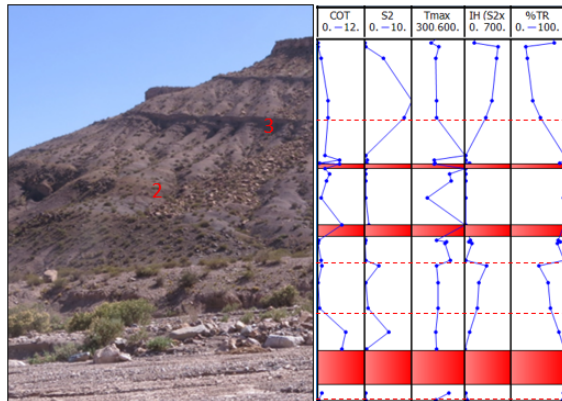 COT S2 Tmax IH (S2x %TR
0. – 12. 0. – 10. 300.600. 0. 700. 0. – 100.
3
2